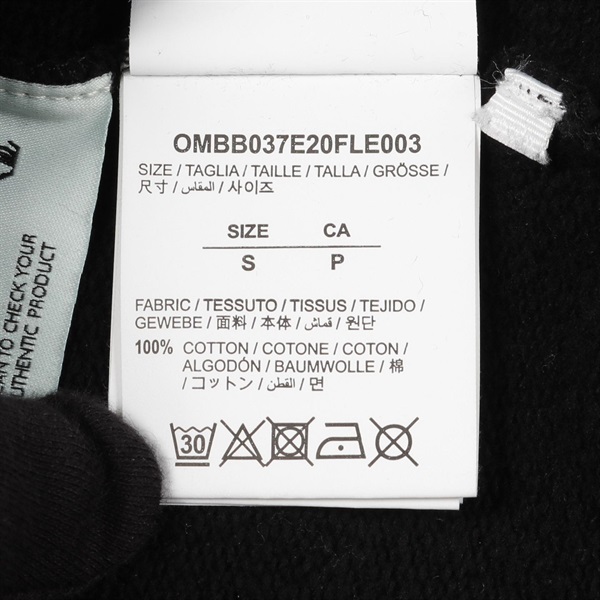 OMBB037E20FLE003
SIZE / TAGLIA / TAILLE / TALLA / GRÖSSE /
尺寸 / المقاس / 사이즈
SIZE CA
S P
FABRIC / TESSUTO / TISSUS / TEJIDO /
GEWEBE / 面料 / 本体 / قماش / 원단
100% COTTON / COTONE / COTON /
ALGODÓN / BAUMWOLLE / 棉
/ コットン / القطن / 면
30
CAN TO CHECK YOUR
AUTHENTIC PRODUCT